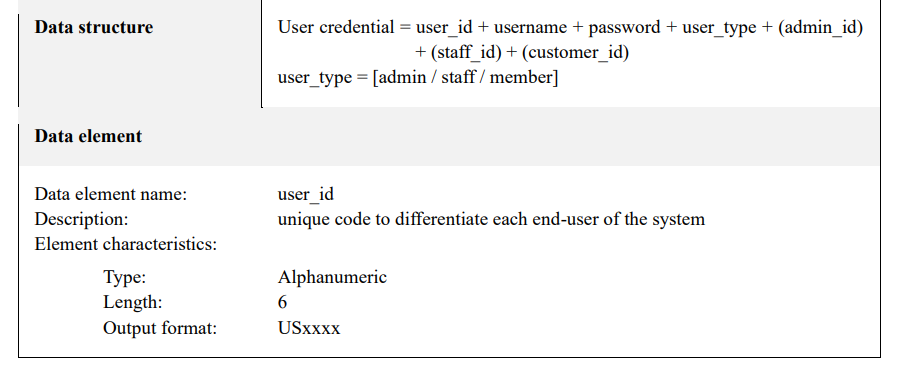 Data structure
User credential = user_id + username + password + user_type + (admin_id)
+ (staff_id) + (customer_id)
user_type = [admin / staff / member]
Data element
Data element name: user_id
Description: unique code to differentiate each end-user of the system
Element characteristics:
Type: Alphanumeric
Length: 6
Output format: USxxxx